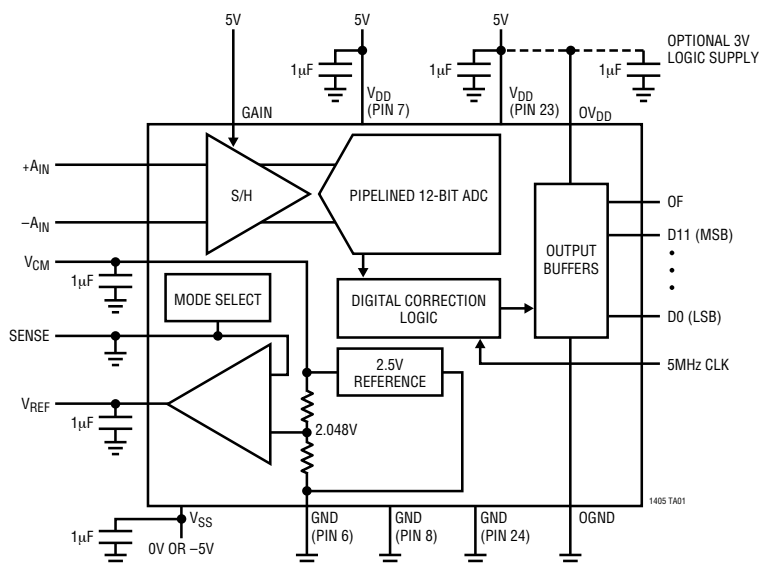 5V
5V
5V
OPTIONAL 3V
LOGIC SUPPLY
1µF
1µF
1µF
GAIN
VDD
(PIN 7)
VDD
(PIN 23)
OVDD
+AIN
–AIN
S/H
PIPELINED 12-BIT ADC
OUTPUT
BUFFERS
OF
D11 (MSB)
•
•
•
D0 (LSB)
VCM
1µF
MODE SELECT
DIGITAL CORRECTION
LOGIC
SENSE
5MHz CLK
2.5V
REFERENCE
VREF
1µF
2.048V
1405 TA01
VSS
1µF
0V OR –5V
GND
(PIN 6)
GND
(PIN 8)
GND
(PIN 24)
OGND